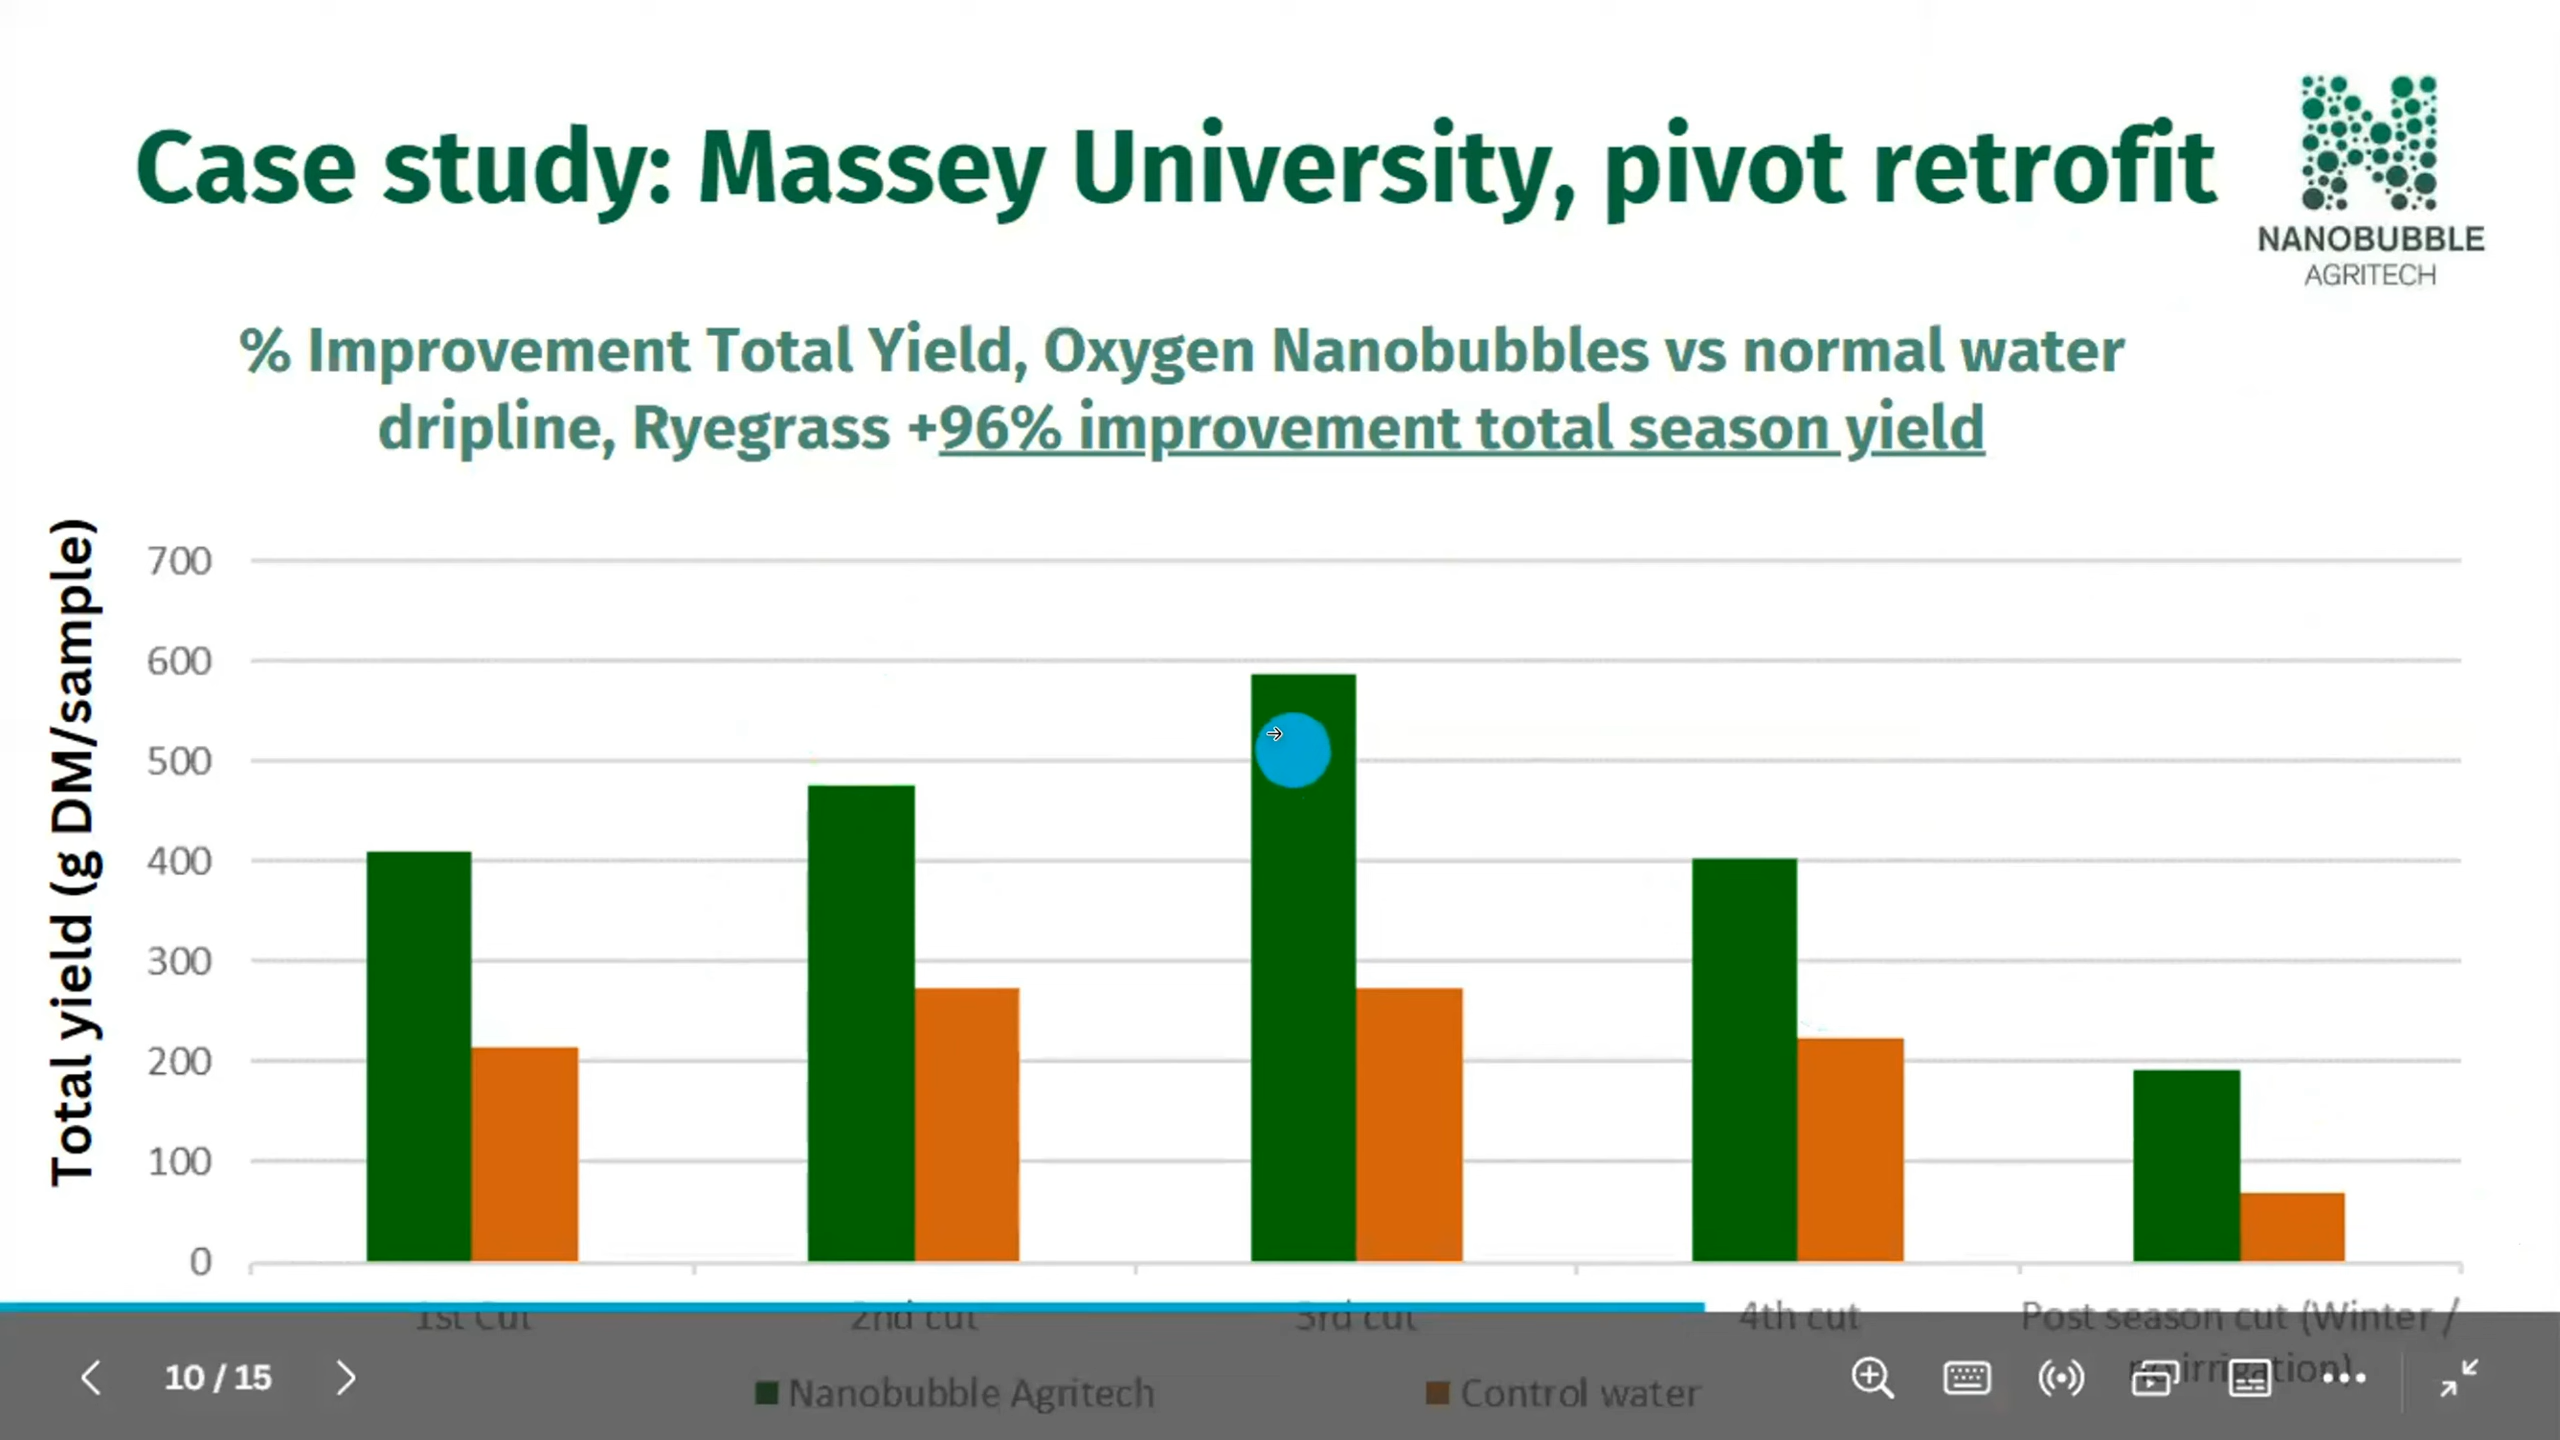 Case study: Massey University, pivot retrofit
NANOBUBBLE
AGRITECH
% Improvement Total Yield, Oxygen Nanobubbles vs normal water
dripline, Ryegrass +96% improvement total season yield
Total yield (g DM/sample)
700
600
500
400
300
200
100
0
1st Cut
2nd cut
3rd cut
4th cut
Post season cut (Winter /
irrigation)
Nanobubble Agritech
Control water
10 / 15